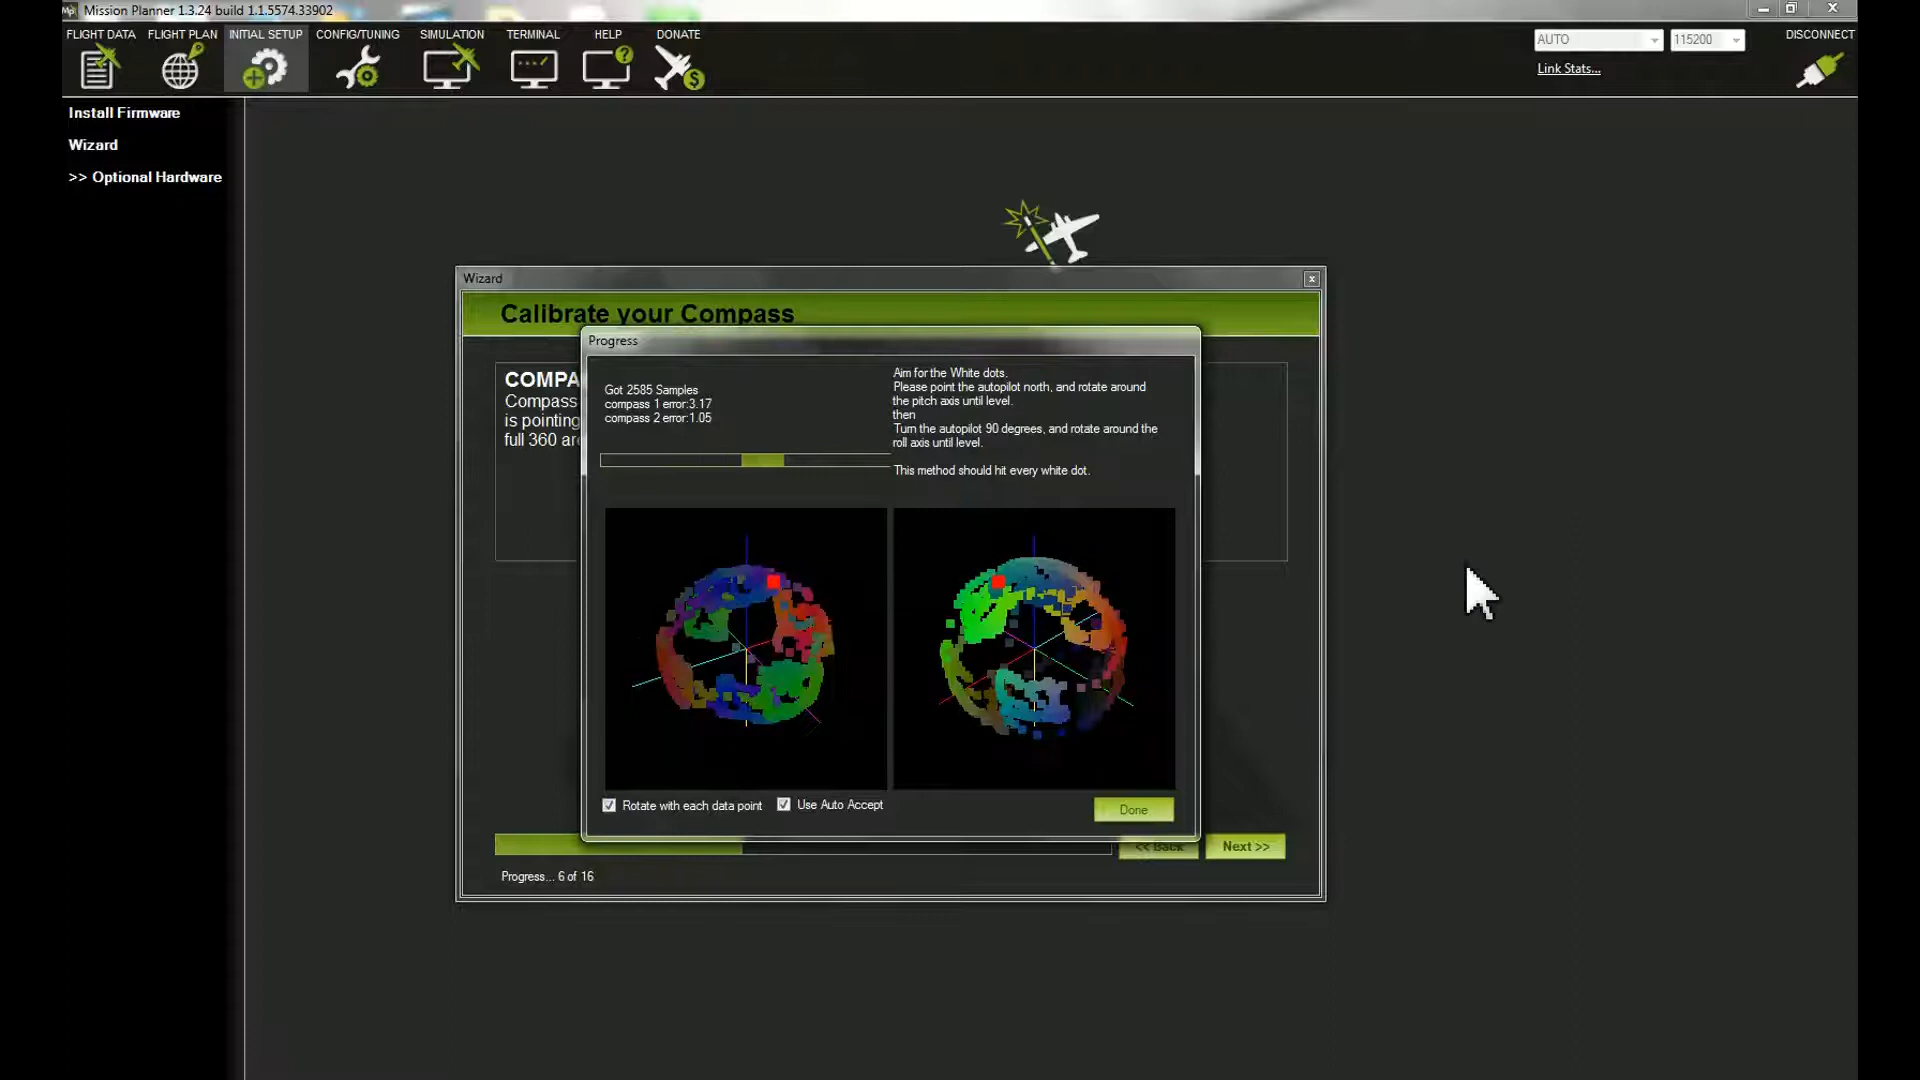 Mission Planner 1.3.24 build 1.1.5574.33902
FLIGHT DATA FLIGHT PLAN INITIAL SETUP CONFIG/TUNING SIMULATION TERMINAL HELP DONATE
AUTO 115200 DISCONNECT
Link Stats...
Install Firmware
Wizard
>> Optional Hardware
Wizard
Calibrate your Compass
Progress
COMPA
Compass
is pointing
full 360 ar
Got 2585 Samples
compass 1 error:3.17
compass 2 error:1.05
Aim for the White dots.
Please point the autopilot north, and rotate around
the pitch axis until level.
then
Turn the autopilot 90 degrees, and rotate around the
roll axis until level.
This method should hit every white dot.
Rotate with each data point Use Auto Accept Done
<< Back Next >>
Progress... 6 of 16